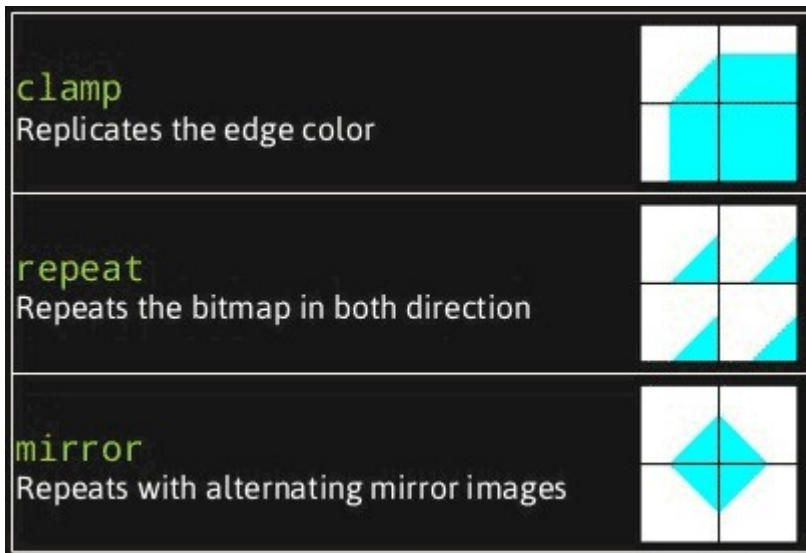 clamp
Replicates the edge color
repeat
Repeats the bitmap in both direction
mirror
Repeats with alternating mirror images